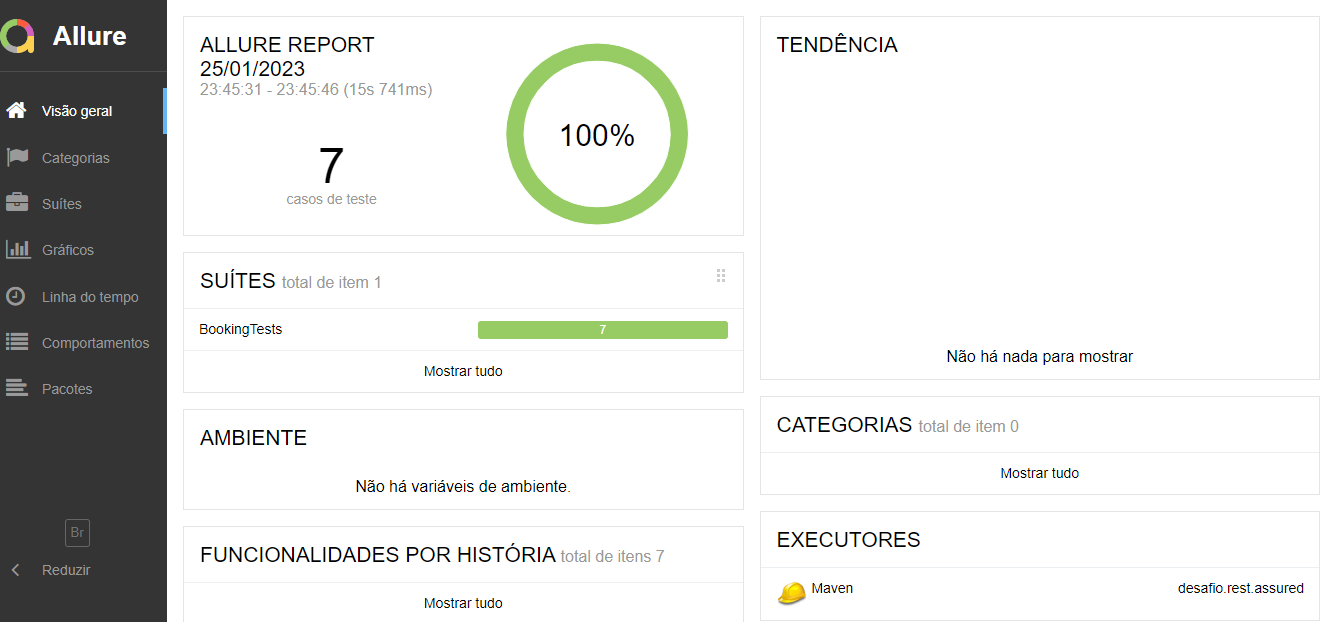 Allure
Visão geral
Categorias
Suítes
Gráficos
Linha do tempo
Comportamentos
Pacotes
Br
Reduzir
ALLURE REPORT
25/01/2023
23:45:31 - 23:45:46 (15s 741ms)
7
casos de teste
100%
SUÍTES total de item 1
BookingTests 7
Mostrar tudo
AMBIENTE
Não há variáveis de ambiente.
FUNCIONALIDADES POR HISTÓRIA total de itens 7
Mostrar tudo
TENDÊNCIA
Não há nada para mostrar
CATEGORIAS total de item 0
Mostrar tudo
EXECUTORES
Maven desafio.rest.assured